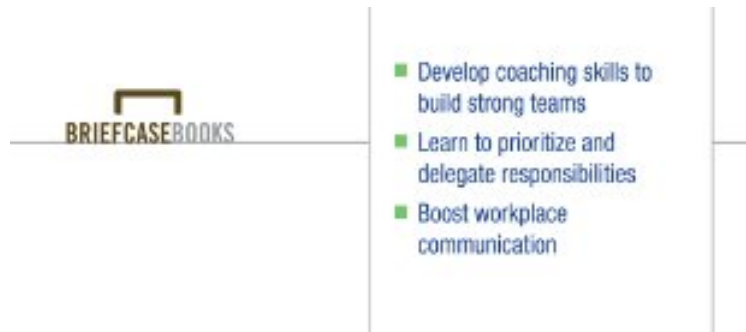 BRIEFCASEBOOKS
Develop coaching skills to
build strong teams
Learn to prioritize and
delegate responsibilities
Boost workplace
communication